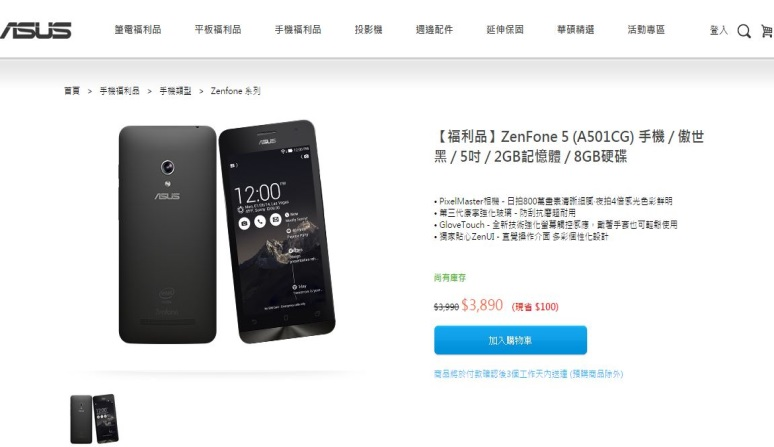 ASUS
筆電福利品 平板福利品 手機福利品 投影機 週邊配件 延伸保固 華碩精選 活動專區 登入
首頁 > 手機福利品 > 手機類型 > Zenfone 系列
【福利品】ZenFone 5 (A501CG) 手機 / 傲世
黑 / 5吋 / 2GB記憶體 / 8GB硬碟
• PixelMaster相機 - 日拍800萬畫素清晰細膩 夜拍4倍感光色彩鮮明
• 第三代康寧強化玻璃 - 防刮抗磨超耐用
• GloveTouch - 全新技術強化螢幕觸控感應，戴著手套也可輕鬆使用
• 獨家貼心ZenUI - 直覺操作介面 多彩個性化設計
尚有庫存
$3,990 $3,890 (現省 $100)
加入購物車
商品將於付款確認後3個工作天內送達 (預購商品除外)
ASUS
ASUS
12:00